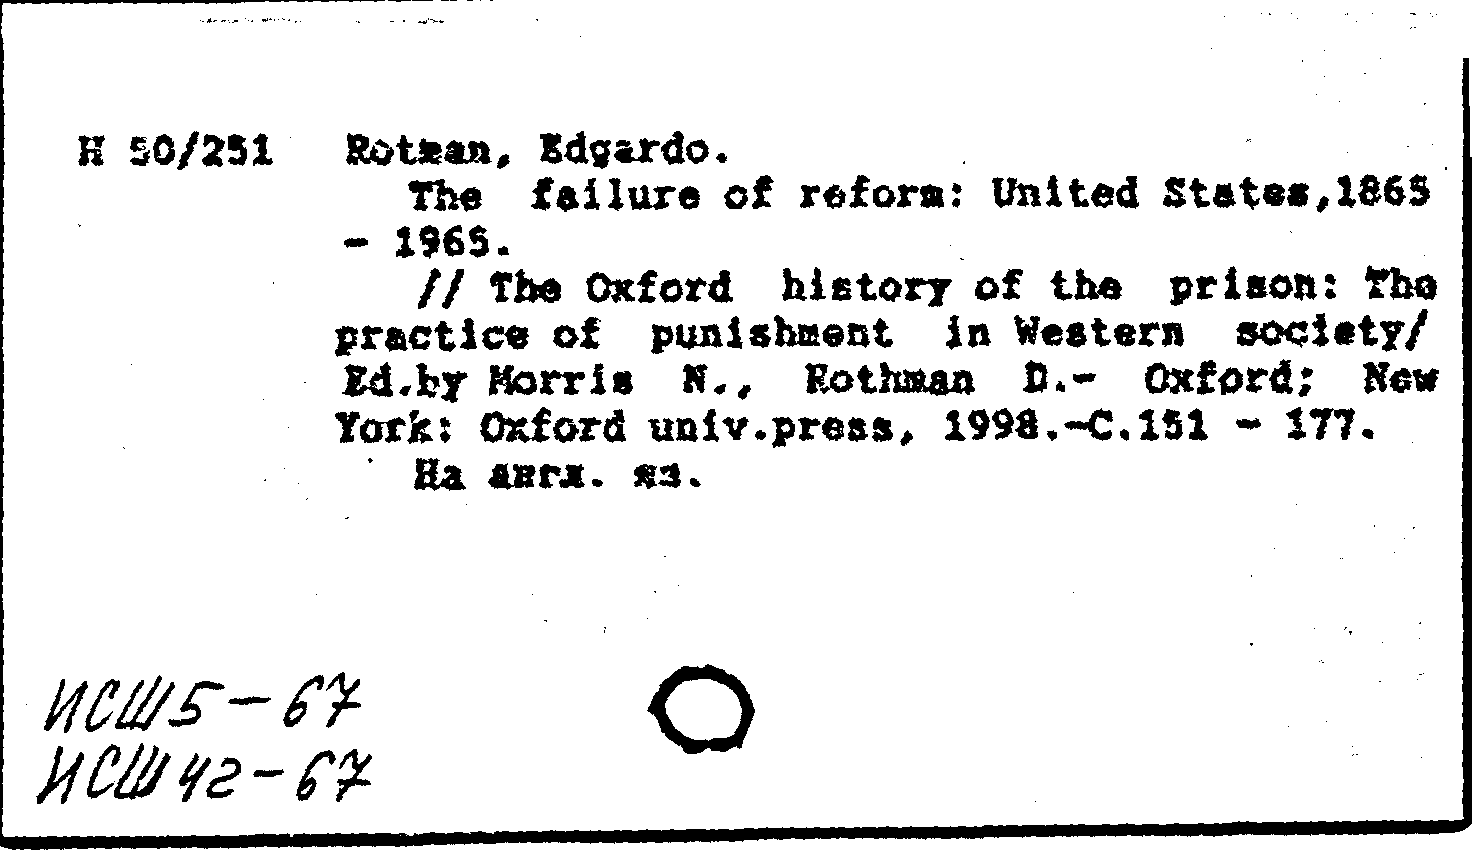 Н 50/251 Rotman, Edgardo.
The failure of reform: United States,1865
- 1965.
// The Oxford history of the prison: The
practice of punishment in Western society/
Ed.by Morris N., Rothman D.- Oxford; New
York: Oxford univ.press, 1998.-С.151 - 177.
На англ. яз.
ИСШ5-67
ИСШ42-67